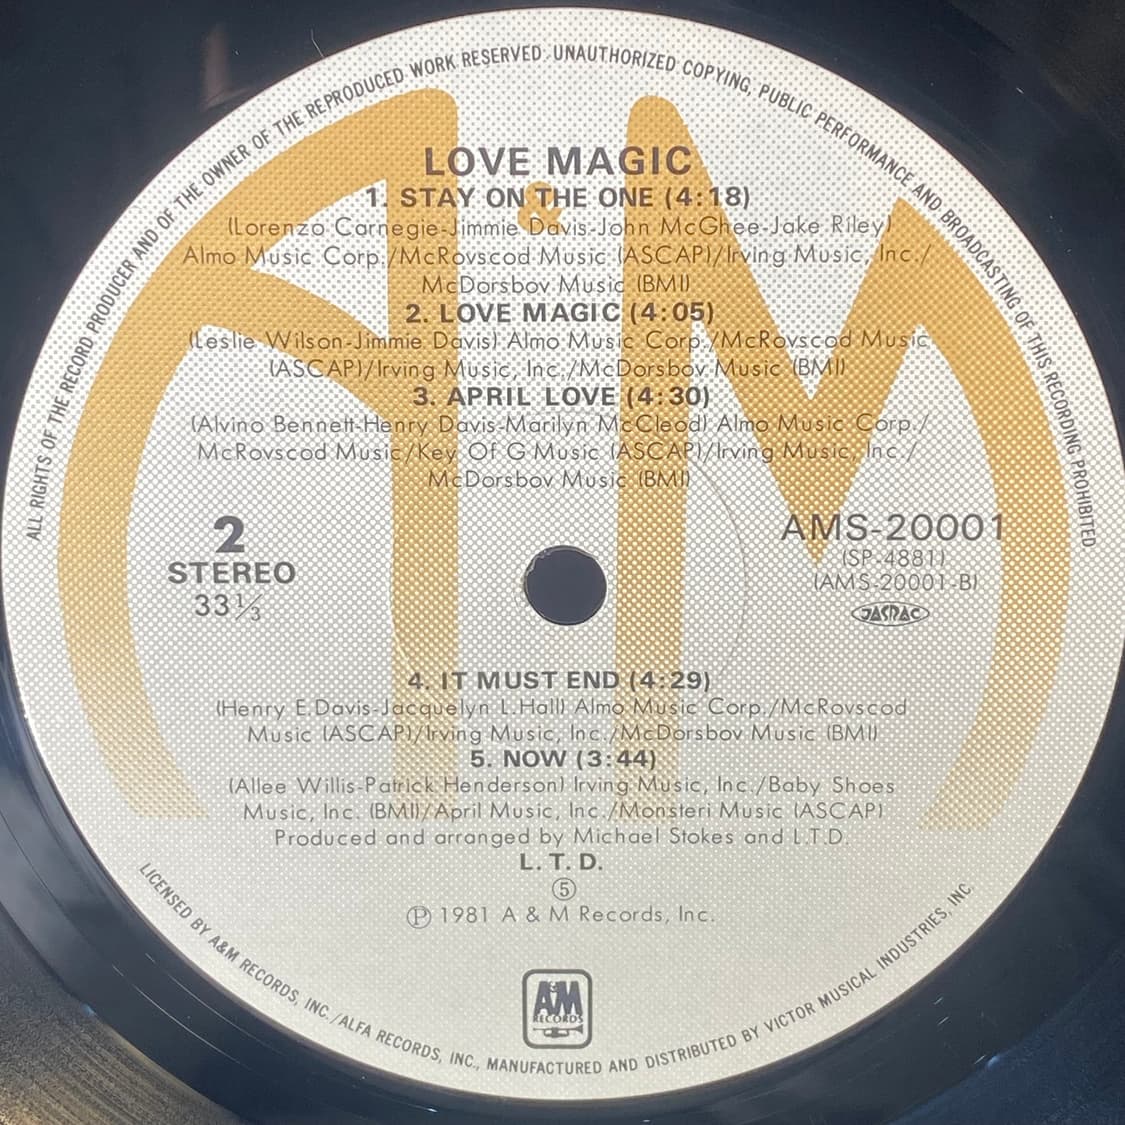 ALL RIGHTS OF THE RECORD PRODUCER AND OF THE OWNER OF THE REPRODUCED WORK RESERVED. UNAUTHORIZED COPYING, PUBLIC PERFORMANCE AND BROADCASTING OF THIS RECORDING PROHIBITED
A&M
LOVE MAGIC
1. STAY ON THE ONE (4:18)
(Lorenzo Carnegie-Jimmie Davis-John McGhee-Jake Riley)
Almo Music Corp./McRovscod Music (ASCAP)/Irving Music, Inc./
McDorsbov Music (BMI)
2. LOVE MAGIC (4:05)
(Leslie Wilson-Jimmie Davis) Almo Music Corp./McRovscod Music
(ASCAP)/Irving Music, Inc./McDorsbov Music (BMI)
3. APRIL LOVE (4:30)
(Alvino Bennett-Henry Davis-Marilyn McCleod) Almo Music Corp./
McRovscod Music/Key Of G Music (ASCAP)/Irving Music, Inc./
McDorsbov Music (BMI)
2
STEREO
33 1/3
AMS-20001
(SP-4881)
(AMS-20001-B)
JASRAC
4. IT MUST END (4:29)
(Henry E.Davis-Jacquelyn L.Hall) Almo Music Corp./McRovscod
Music (ASCAP)/Irving Music, Inc./McDorsbov Music (BMI)
5. NOW (3:44)
(Allee Willis-Patrick Henderson) Irving Music, Inc./Baby Shoes
Music, Inc. (BMI)/April Music, Inc./Monsteri Music (ASCAP)
Produced and arranged by Michael Stokes and L.T.D.
L. T. D.
⑤
Ⓟ 1981 A & M Records, Inc.
A&M
RECORDS
LICENSED BY A&M RECORDS, INC./ALFA RECORDS, INC., MANUFACTURED AND DISTRIBUTED BY VICTOR MUSICAL INDUSTRIES, INC.